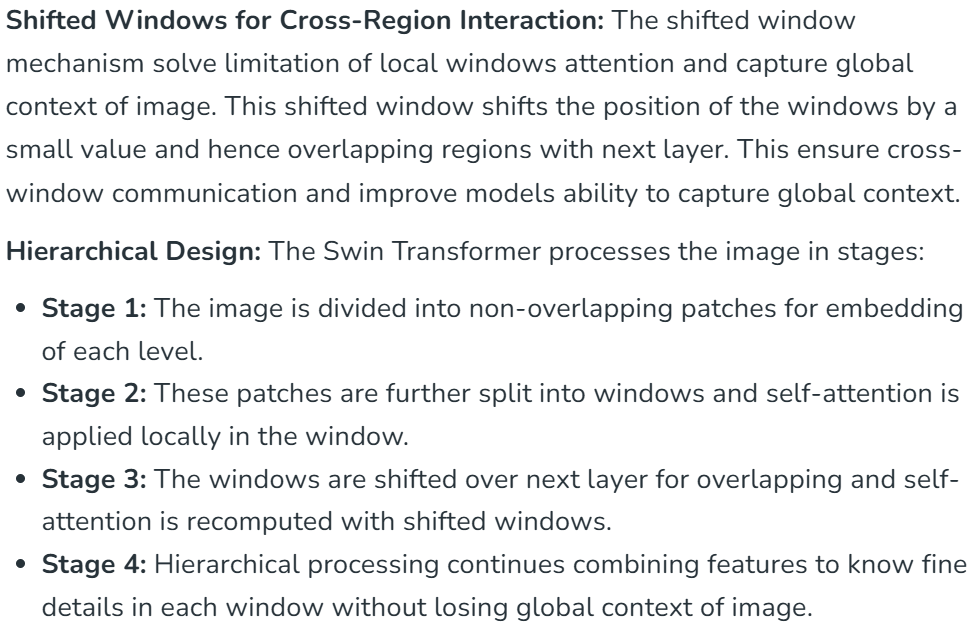 Shifted Windows for Cross-Region Interaction: The shifted window
mechanism solve limitation of local windows attention and capture global
context of image. This shifted window shifts the position of the windows by a
small value and hence overlapping regions with next layer. This ensure cross-
window communication and improve models ability to capture global context.
Hierarchical Design: The Swin Transformer processes the image in stages:
• Stage 1: The image is divided into non-overlapping patches for embedding
of each level.
• Stage 2: These patches are further split into windows and self-attention is
applied locally in the window.
• Stage 3: The windows are shifted over next layer for overlapping and self-
attention is recomputed with shifted windows.
• Stage 4: Hierarchical processing continues combining features to know fine
details in each window without losing global context of image.